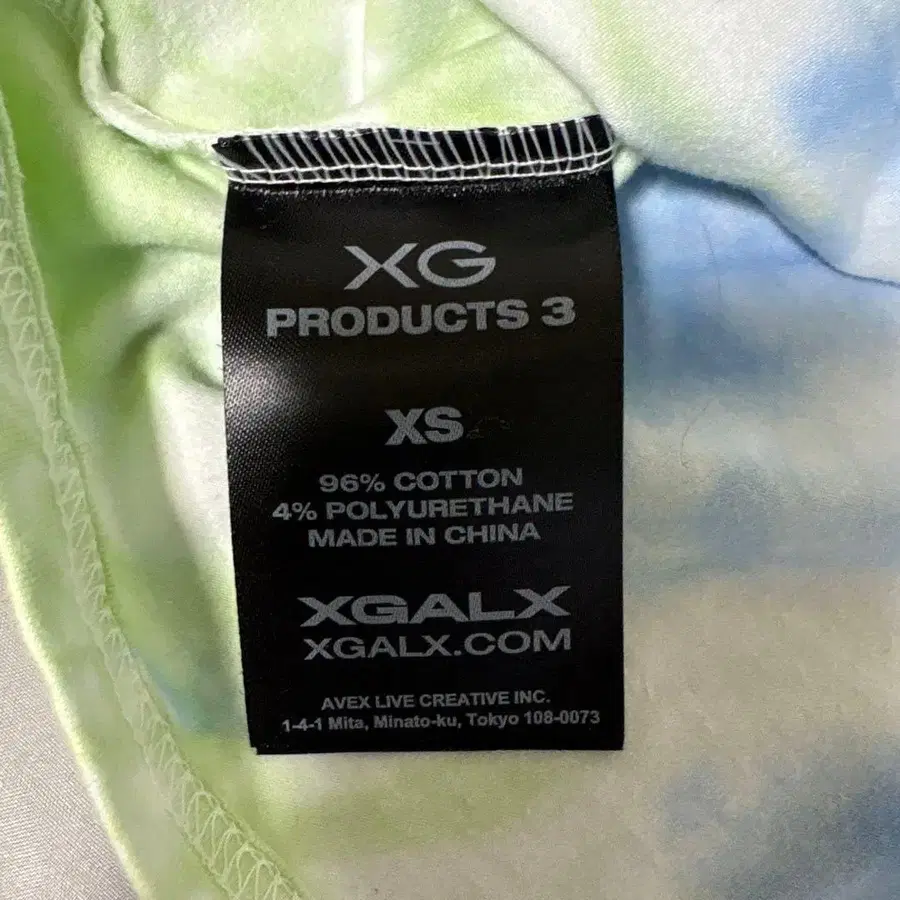 XG
PRODUCTS 3
XS
96% COTTON
4% POLYURETHANE
MADE IN CHINA
XGALX
XGALX.COM
AVEX LIVE CREATIVE INC.
1-4-1 Mita, Minato-ku, Tokyo 108-0073